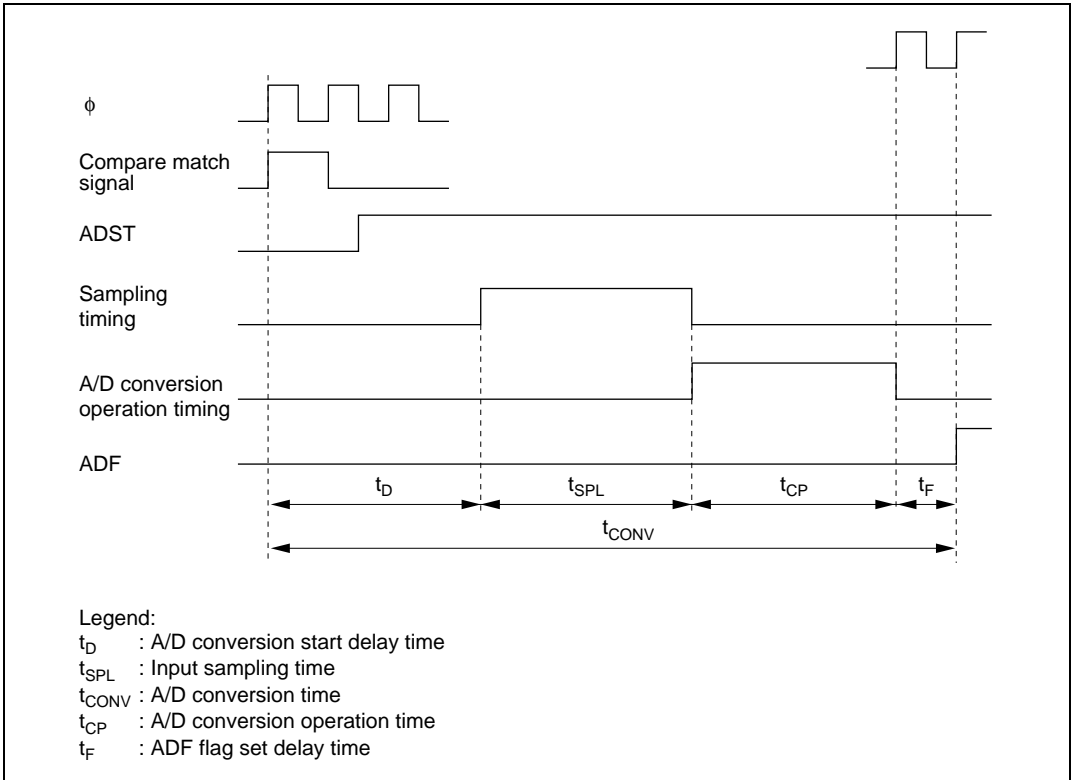 ϕ
Compare match
signal
ADST
Sampling
timing
A/D conversion
operation timing
ADF
tD tSPL tCP tF
tCONV
Legend:
tD : A/D conversion start delay time
tSPL : Input sampling time
tCONV : A/D conversion time
tCP : A/D conversion operation time
tF : ADF flag set delay time